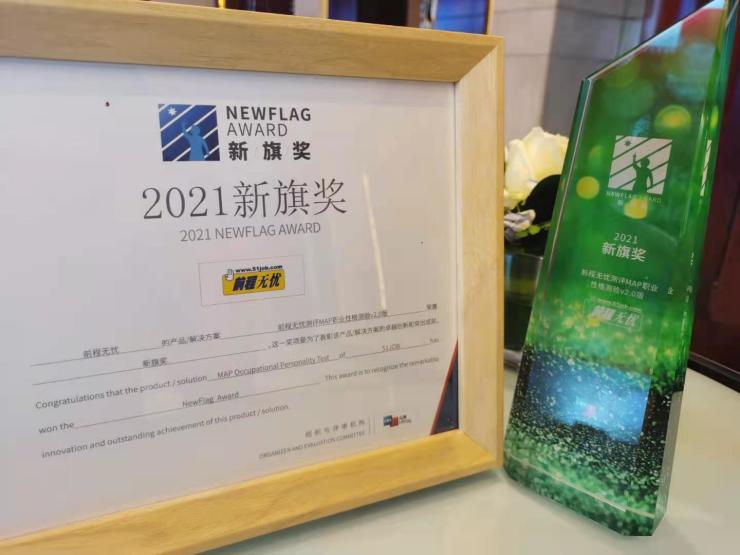 NEWFLAG
AWARD
新旗奖
2021新旗奖
2021 NEWFLAG AWARD
www.51job.com
前程无忧
前程无忧 的产品/解决方案 前程无忧测评MAP职业性格测验v2.0版 荣膺
新旗奖 ,这一奖项是为了表彰该产品/解决方案的卓越创新和突出成就。
Congratulations that the product / solution MAP Occupational Personality Test of 51JOB has
won the NewFlag Award . This award is to recognize the remarkable
innovation and outstanding achievement of this product / solution.
组织与评审机构
ORGANIZER AND EVALUATION COMMITTEE
NEWFLAG AWARD
2021
新旗奖
前程无忧测评MAP职业
性格测验v2.0版
www.51job.com
前程无忧